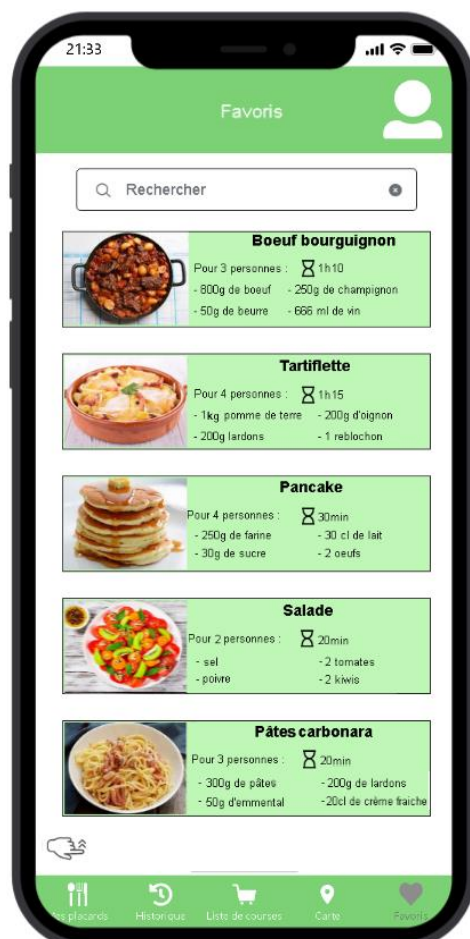 21:33
Favoris
Rechercher
Boeuf bourguignon
Pour 3 personnes : 1h10
- 800g de boeuf - 250g de champignon
- 50g de beurre - 666 ml de vin
Tartiflette
Pour 4 personnes : 1h15
- 1kg pomme de terre - 200g d'oignon
- 200g lardons - 1 reblochon
Pancake
Pour 4 personnes : 30min
- 250g de farine - 30 cl de lait
- 30g de sucre - 2 oeufs
Salade
Pour 2 personnes : 20min
- sel - 2 tomates
- poivre - 2 kiwis
Pâtes carbonara
Pour 3 personnes : 20min
- 300g de pâtes - 200g de lardons
- 50g d'emmental -20cl de crème fraiche
es placards Historique Liste de courses Carte Favoris